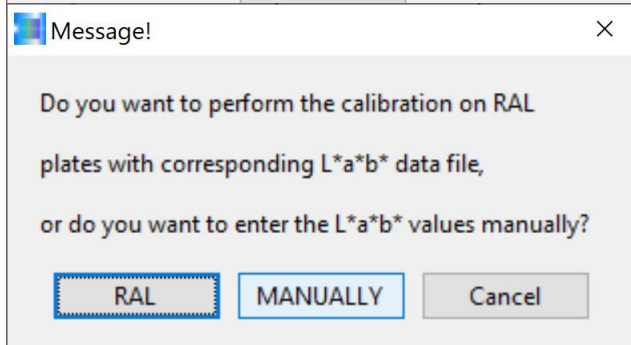 Message!
Do you want to perform the calibration on RAL
plates with corresponding L*a*b* data file,
or do you want to enter the L*a*b* values manually?
RAL MANUALLY Cancel